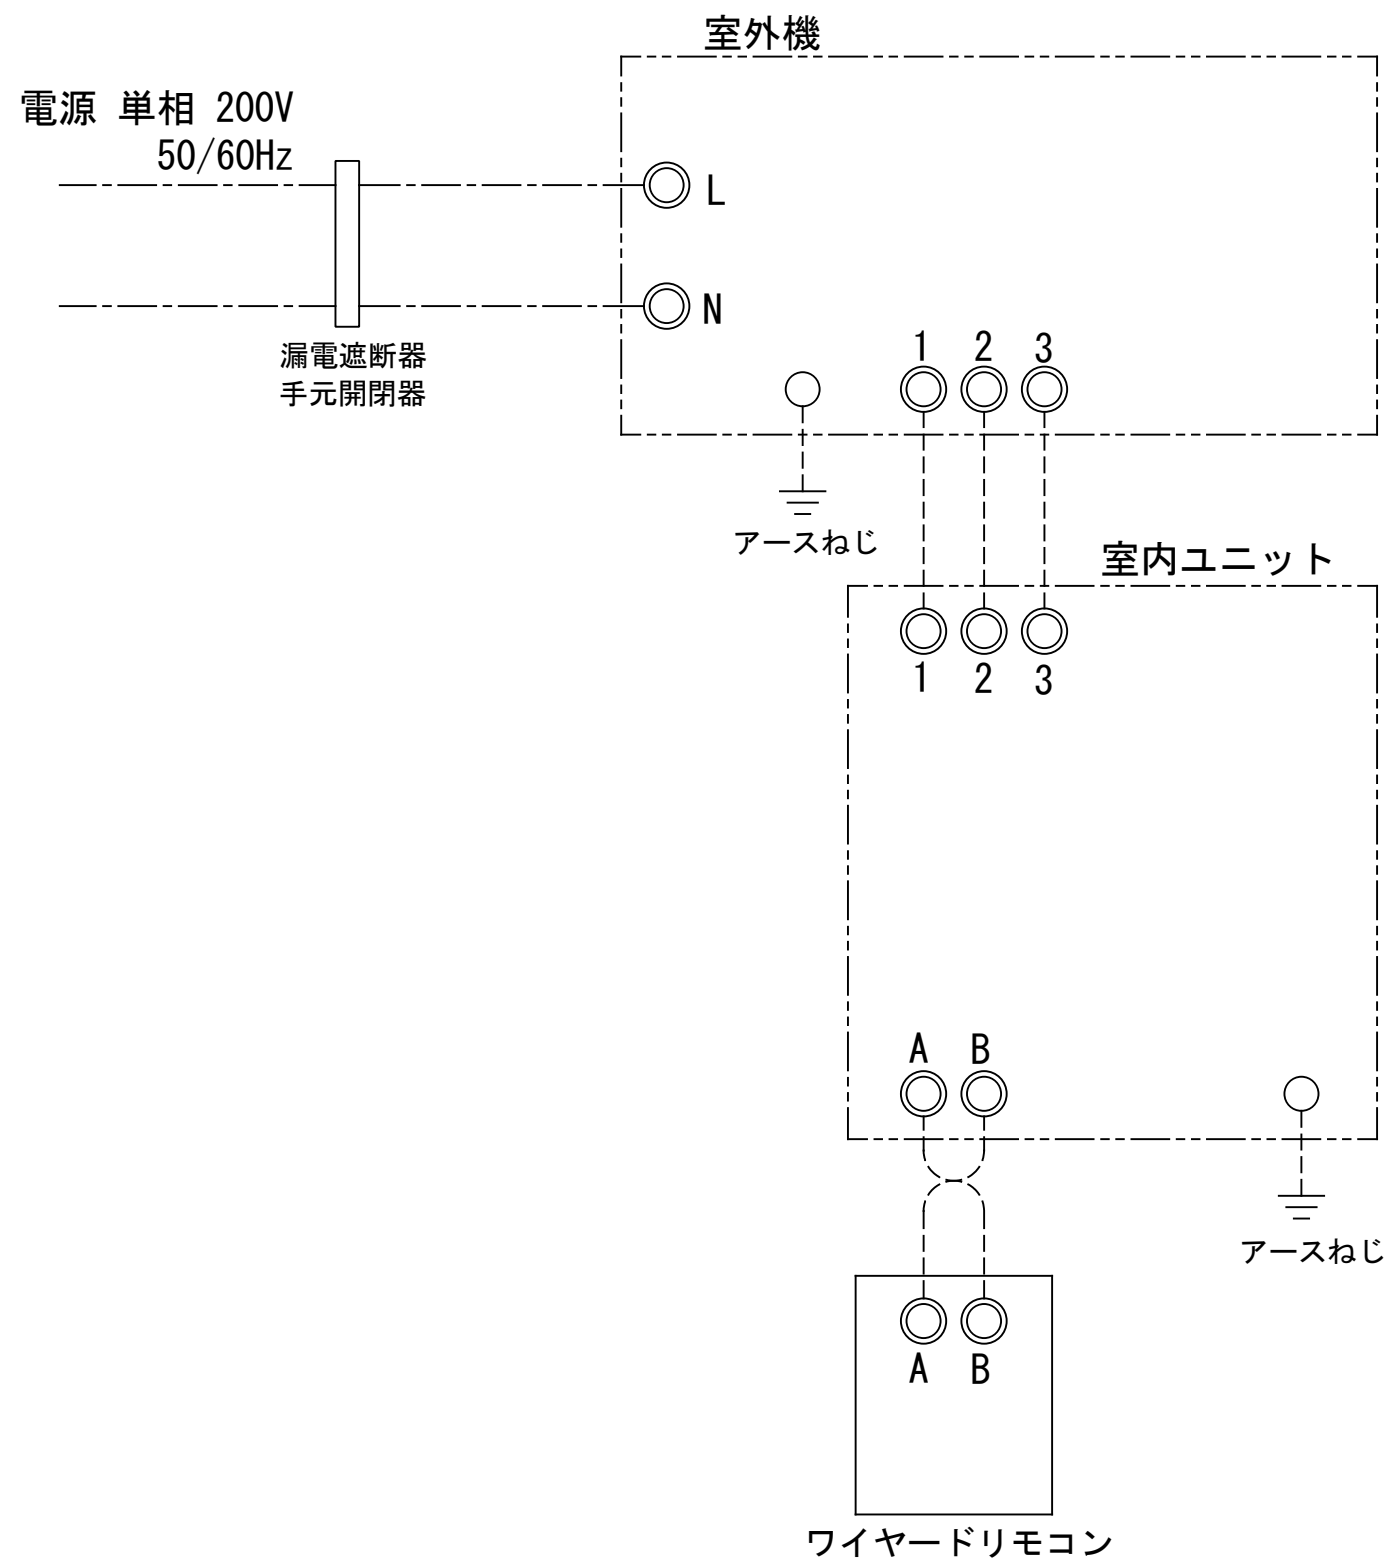 室外機
電源 単相 200V
50/60Hz
L
N
漏電遮断器
手元開閉器
1 2 3
アースねじ
室内ユニット
1 2 3
A B
アースねじ
A B
ワイヤードリモコン